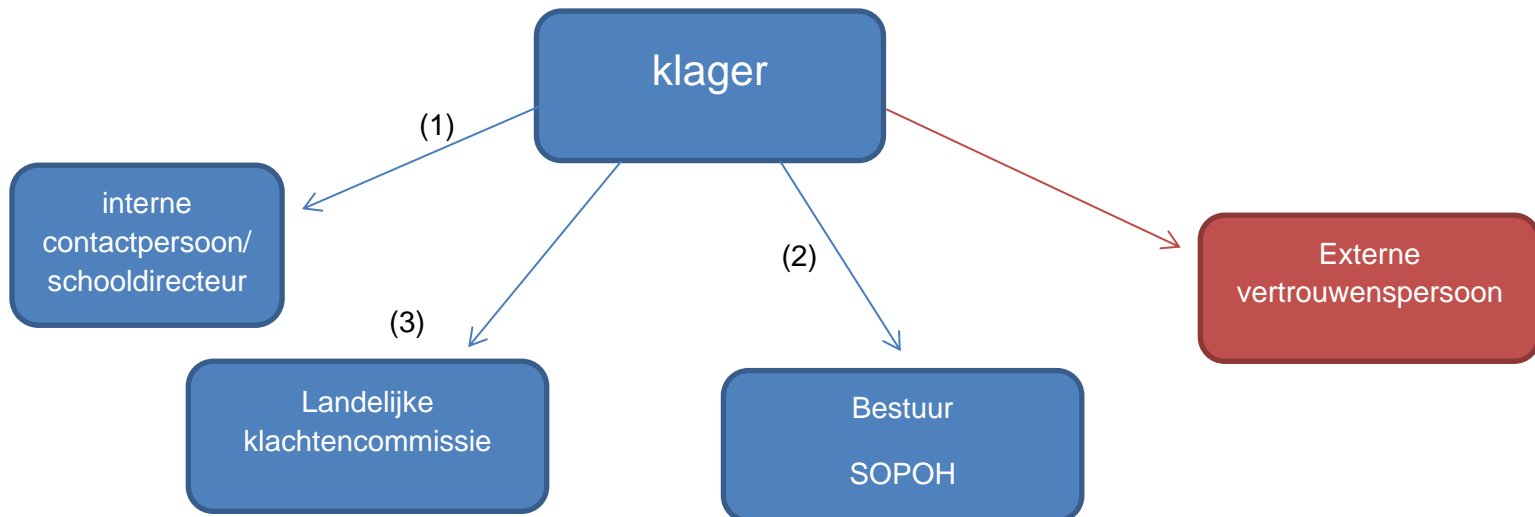 klager
(1)
interne
contactpersoon/
schooldirecteur
(2)
Externe
vertrouwenspersoon
(3)
Landelijke
klachtencommissie
Bestuur
SOPOH